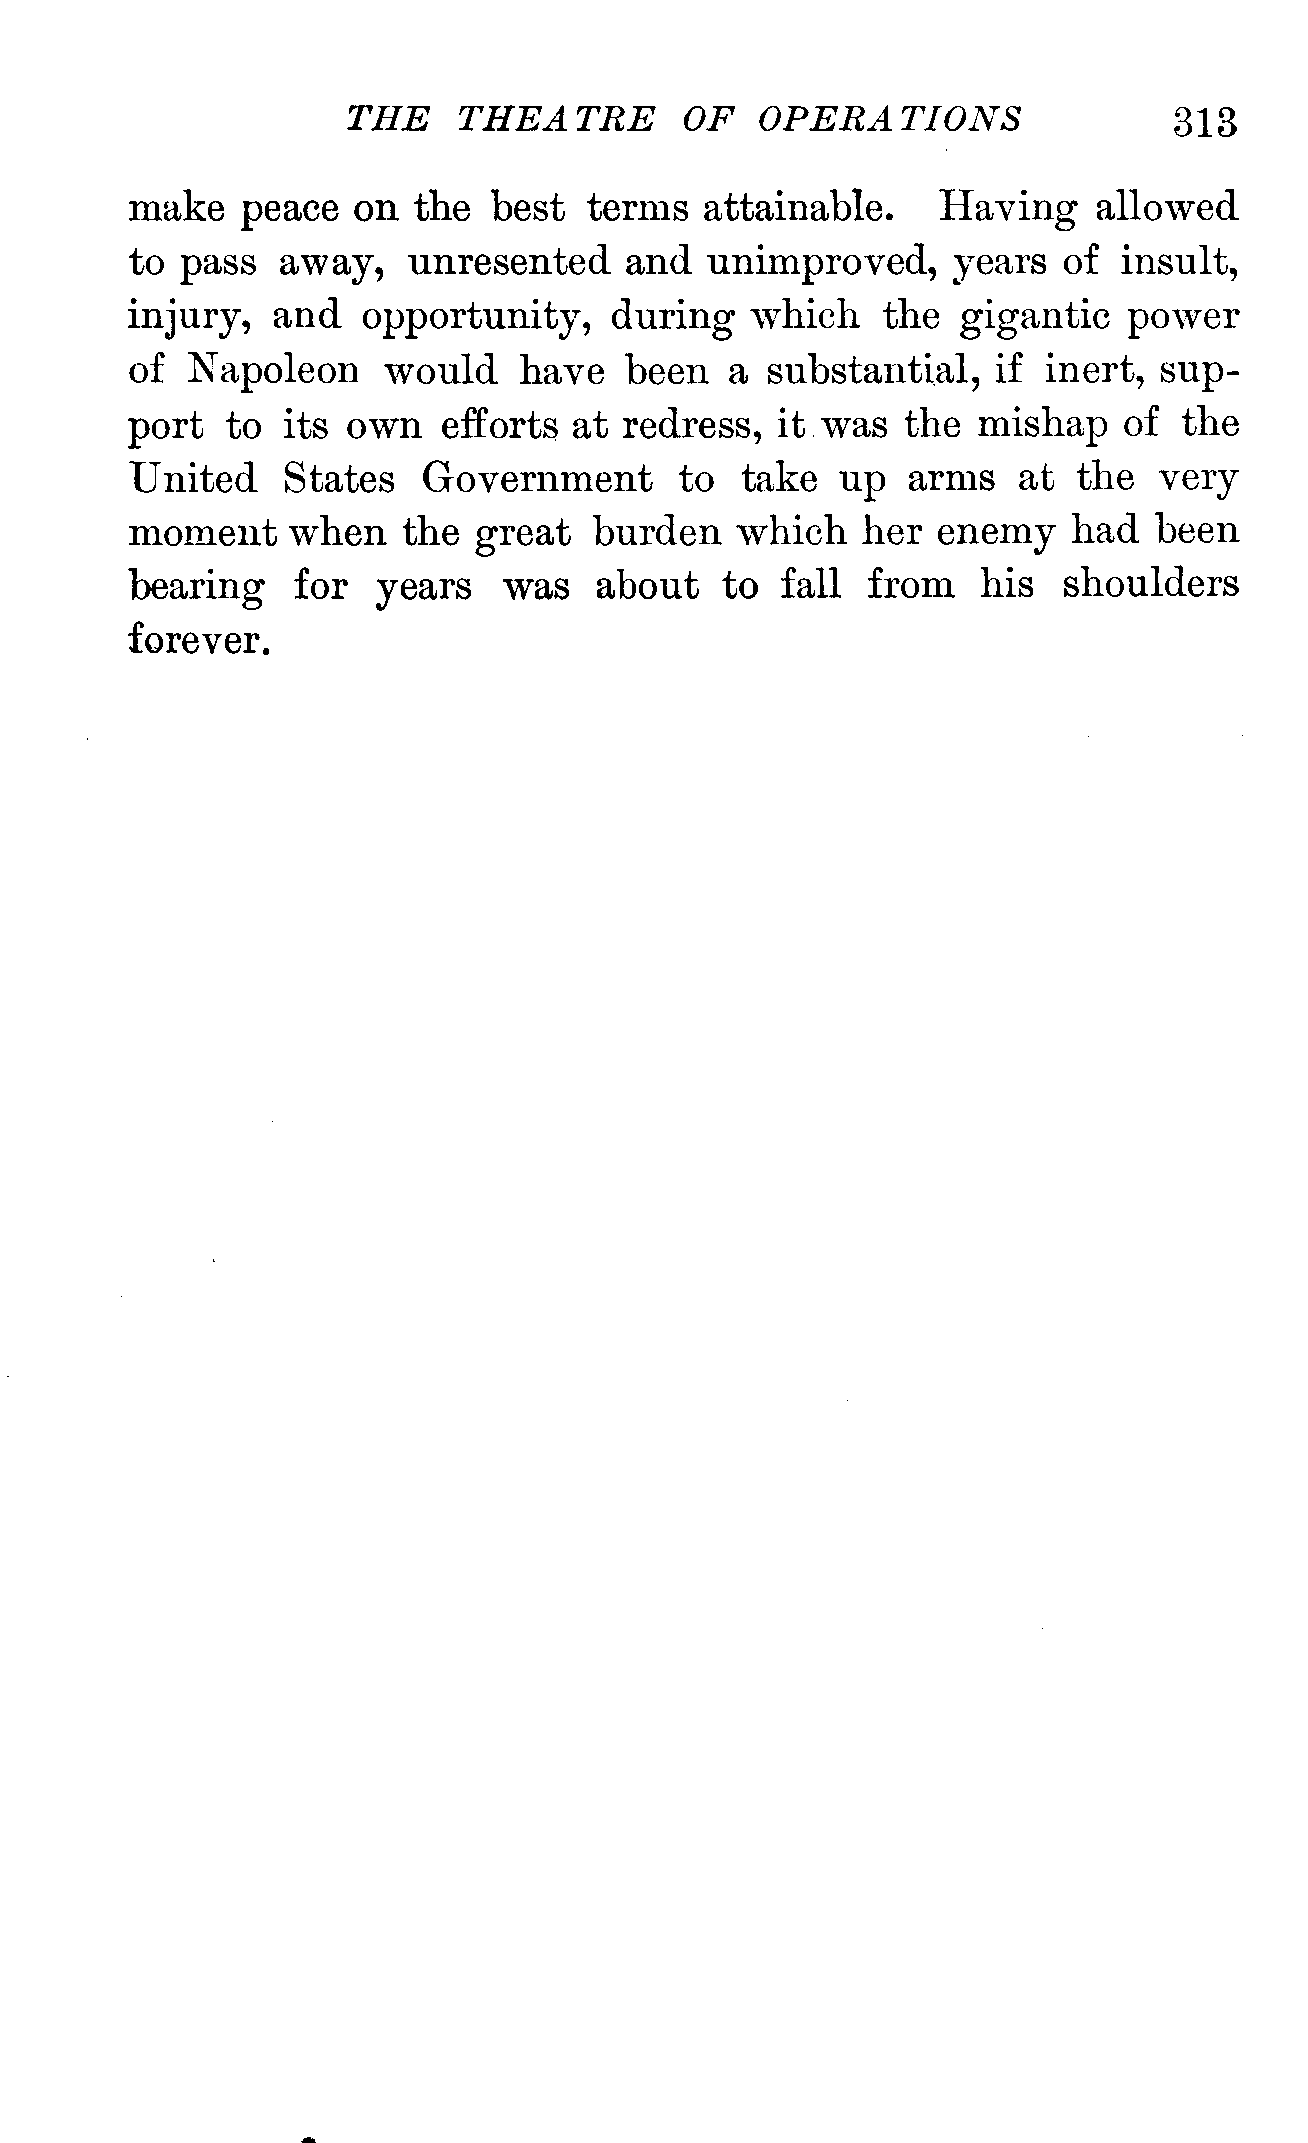 THE THEATRE OF OPERATIONS 313
make peace on the best terms attainable. Having allowed
to pass away, unresented and unimproved, years of insult,
injury, and opportunity, during which the gigantic power
of Napoleon would have been a substantial, if inert, sup-
port to its own efforts at redress, it was the mishap of the
United States Government to take up arms at the very
moment when the great burden which her enemy had been
bearing for years was about to fall from his shoulders
forever.